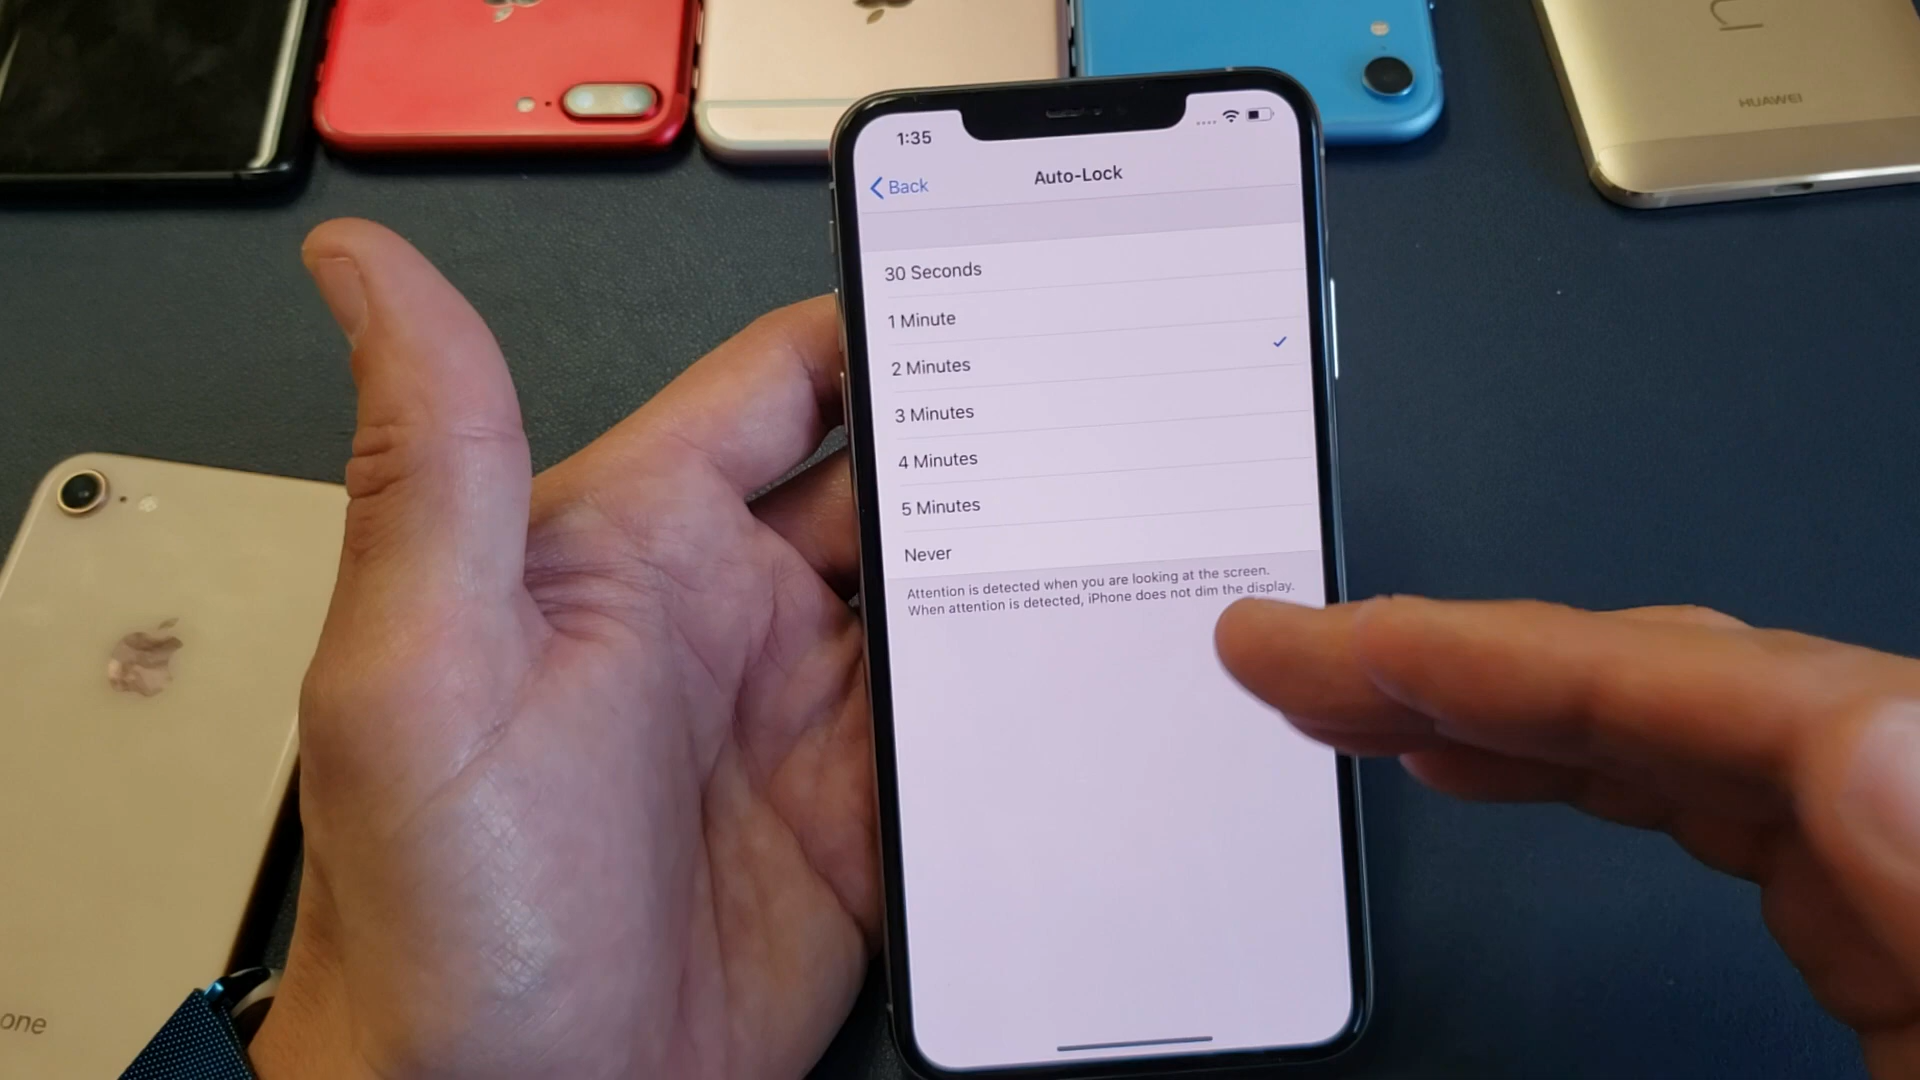 HUAWEI
1:35
Back
Auto-Lock
30 Seconds
1 Minute
2 Minutes
3 Minutes
4 Minutes
5 Minutes
Never
Attention is detected when you are looking at the screen.
When attention is detected, iPhone does not dim the display.
one